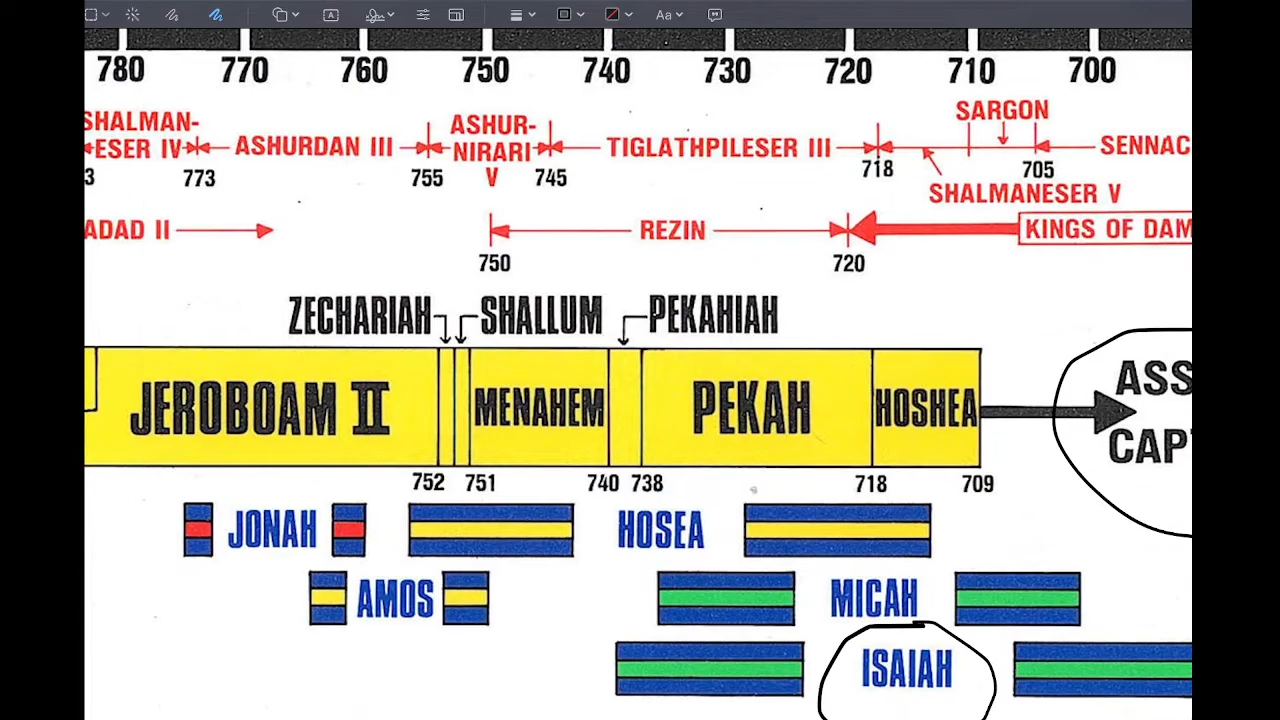 Aa
780 770 760 750 740 730 720 710 700
SHALMAN-
ESER IV
ASHURDAN III
ASHUR-
NIRARI
V
TIGLATHPILESER III
SARGON
SENNAC
SHALMANESER V
3 773 755 745 718 705
ADAD II
REZIN
KINGS OF DAM
750 720
ZECHARIAH SHALLUM PEKAHIAH
JEROBOAM II MENAHEM PEKAH HOSHEA
ASS
CAPT
752 751 740 738 718 709
JONAH HOSEA
AMOS MICAH
ISAIAH